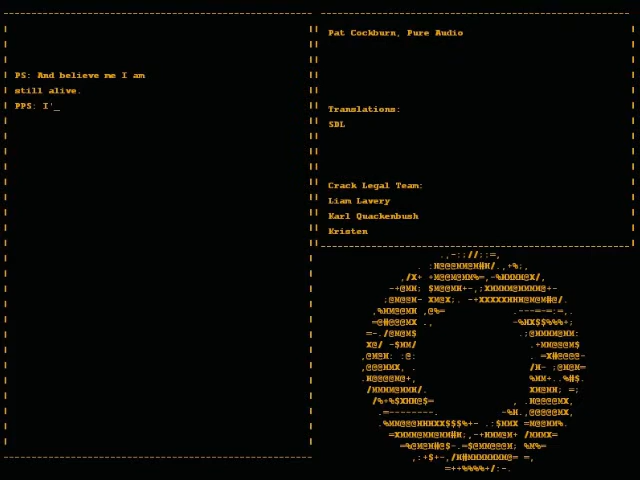 PS: And believe me I am
still alive.
PPS: I'_
Pat Cockburn, Pure Audio
Translations:
SDL
Crack Legal Team:
Liam Lavery
Karl Quackenbush
Kristen